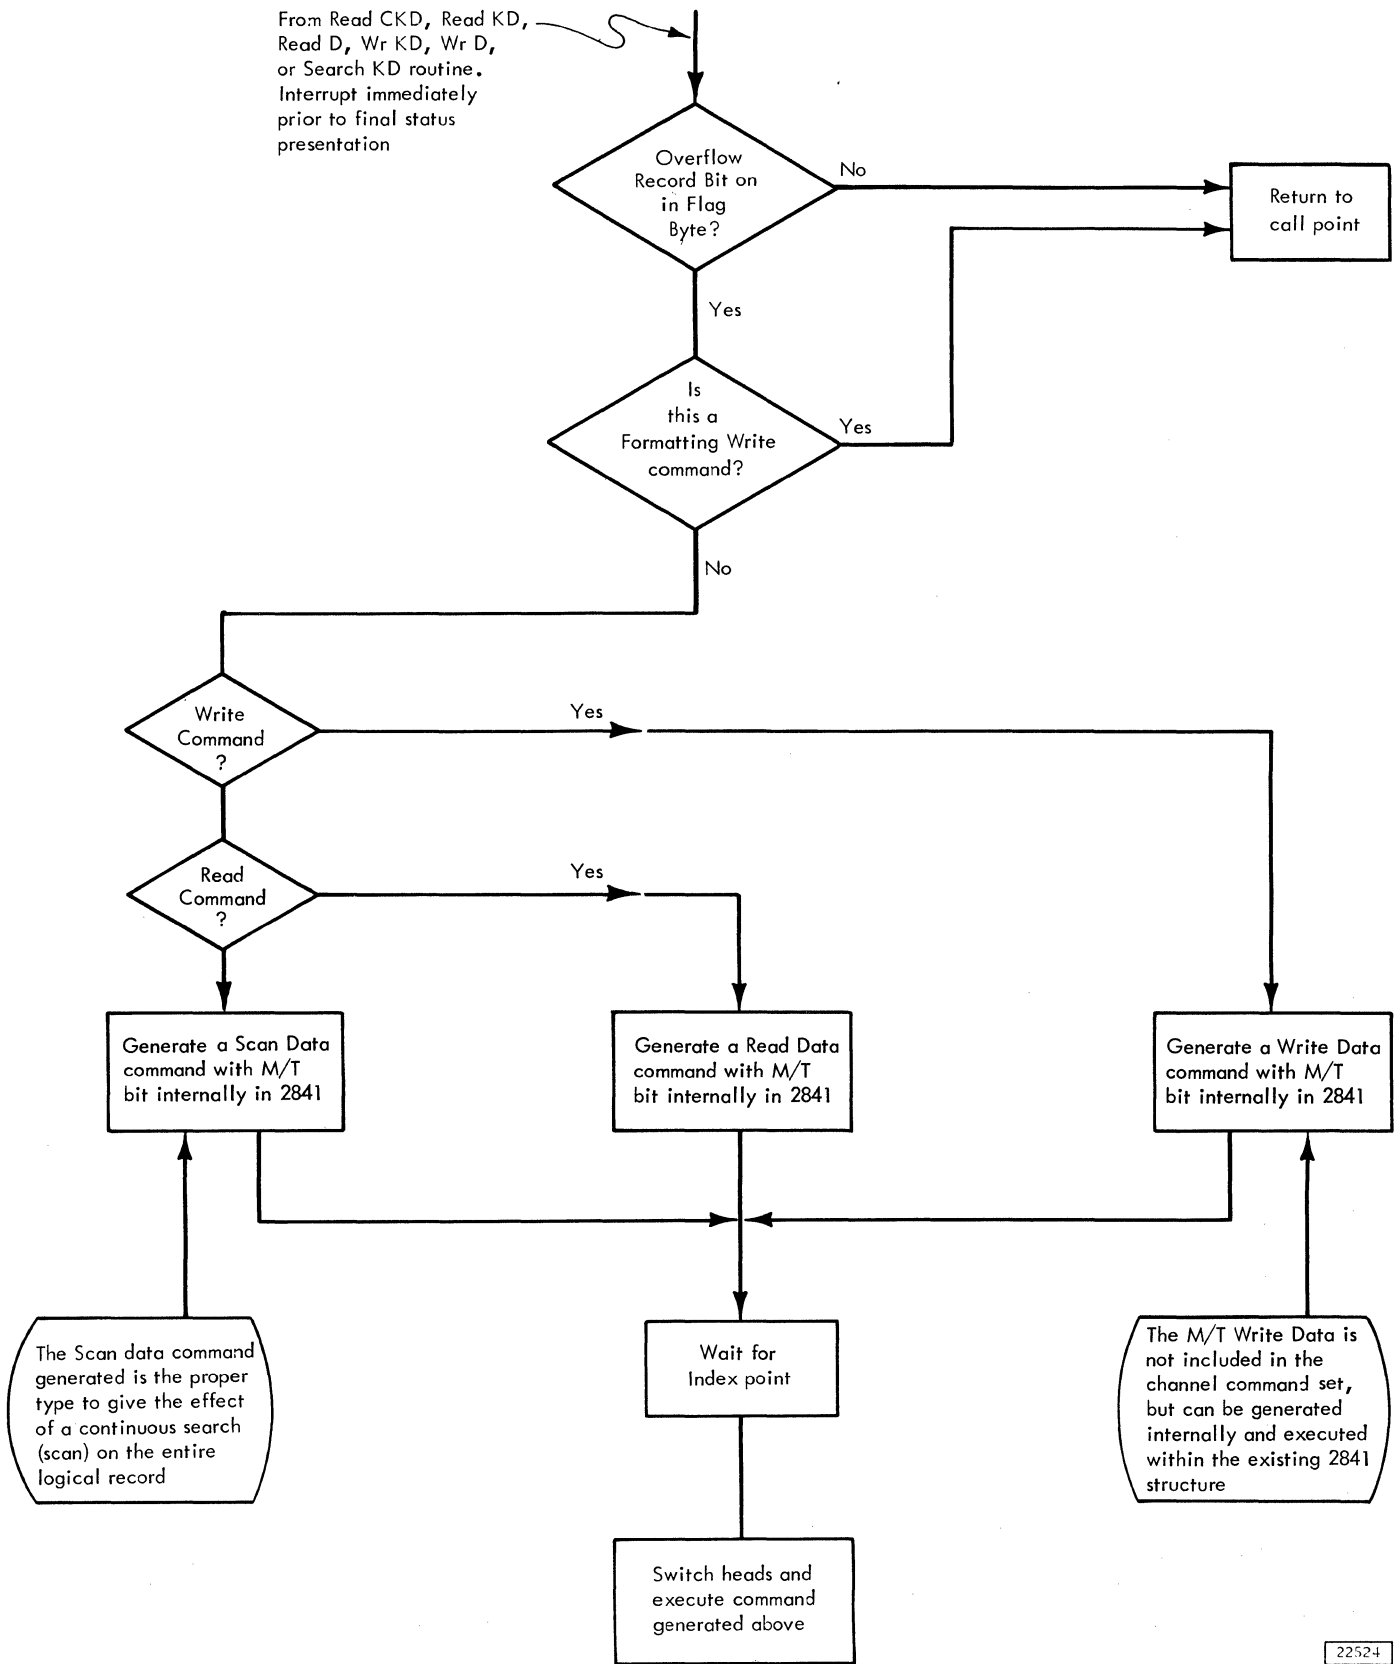 From Read CKD, Read KD,
Read D, Wr KD, Wr D,
or Search KD routine.
Interrupt immediately
prior to final status
presentation
Overflow
Record Bit on
in Flag
Byte?
No
Return to
call point
Yes
Is
this a
Formatting Write
command?
Yes
No
Write
Command
?
Yes
Read
Command
?
Yes
Generate a Scan Data
command with M/T
bit internally in 2841
Generate a Read Data
command with M/T
bit internally in 2841
Generate a Write Data
command with M/T
bit internally in 2841
The Scan data command
generated is the proper
type to give the effect
of a continuous search
(scan) on the entire
logical record
Wait for
Index point
The M/T Write Data is
not included in the
channel command set,
but can be generated
internally and executed
within the existing 2841
structure
Switch heads and
execute command
generated above
22524